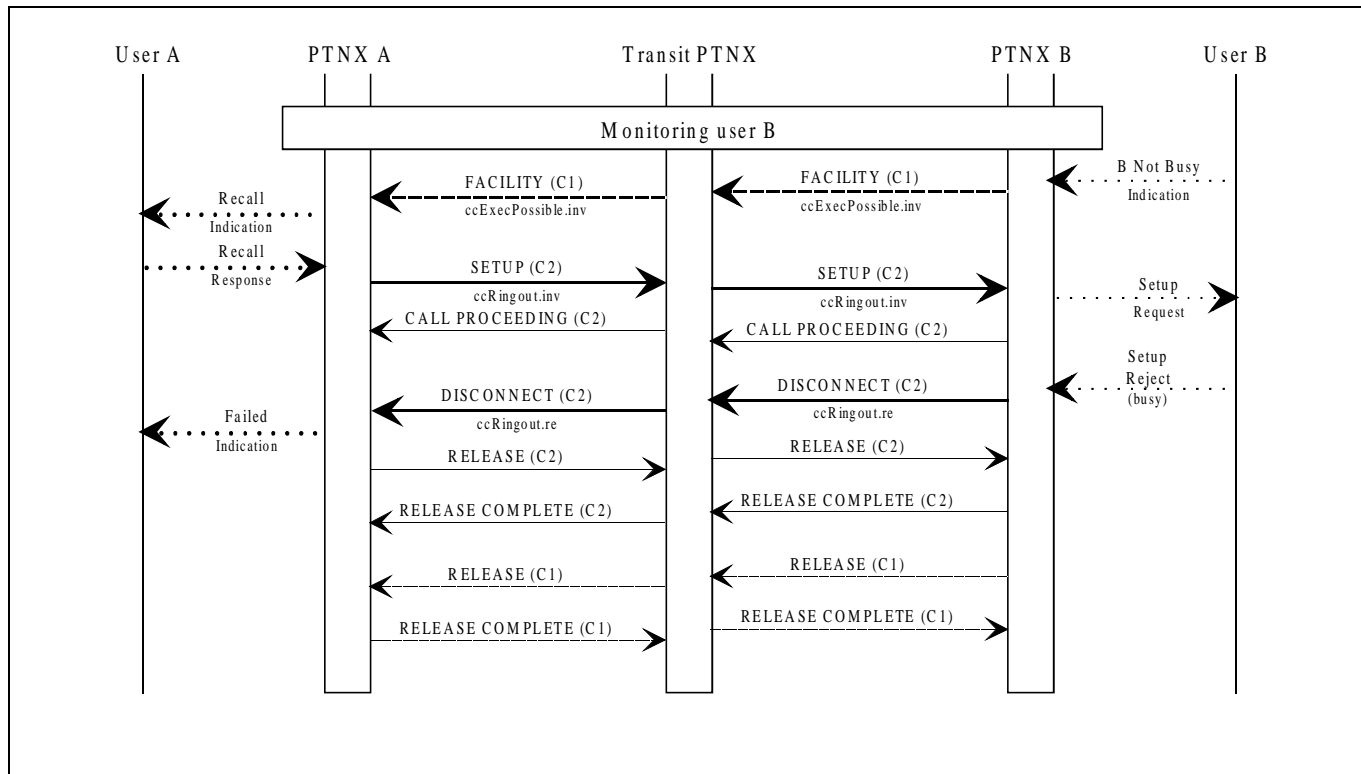 User A
PTNX A
Transit PTNX
PTNX B
User B
Monitoring user B
B Not Busy
Indication
FACILITY (C1)
ccExecPossible.inv
FACILITY (C1)
ccExecPossible.inv
Recall
Indication
Recall
Response
SETUP (C2)
ccRingout.inv
SETUP (C2)
ccRingout.inv
Setup
Request
CALL PROCEEDING (C2)
CALL PROCEEDING (C2)
Setup
Reject
(busy)
DISCONNECT (C2)
ccRingout.re
DISCONNECT (C2)
ccRingout.re
Failed
Indication
RELEASE (C2)
RELEASE (C2)
RELEASE COMPLETE (C2)
RELEASE COMPLETE (C2)
RELEASE (C1)
RELEASE (C1)
RELEASE COMPLETE (C1)
RELEASE COMPLETE (C1)